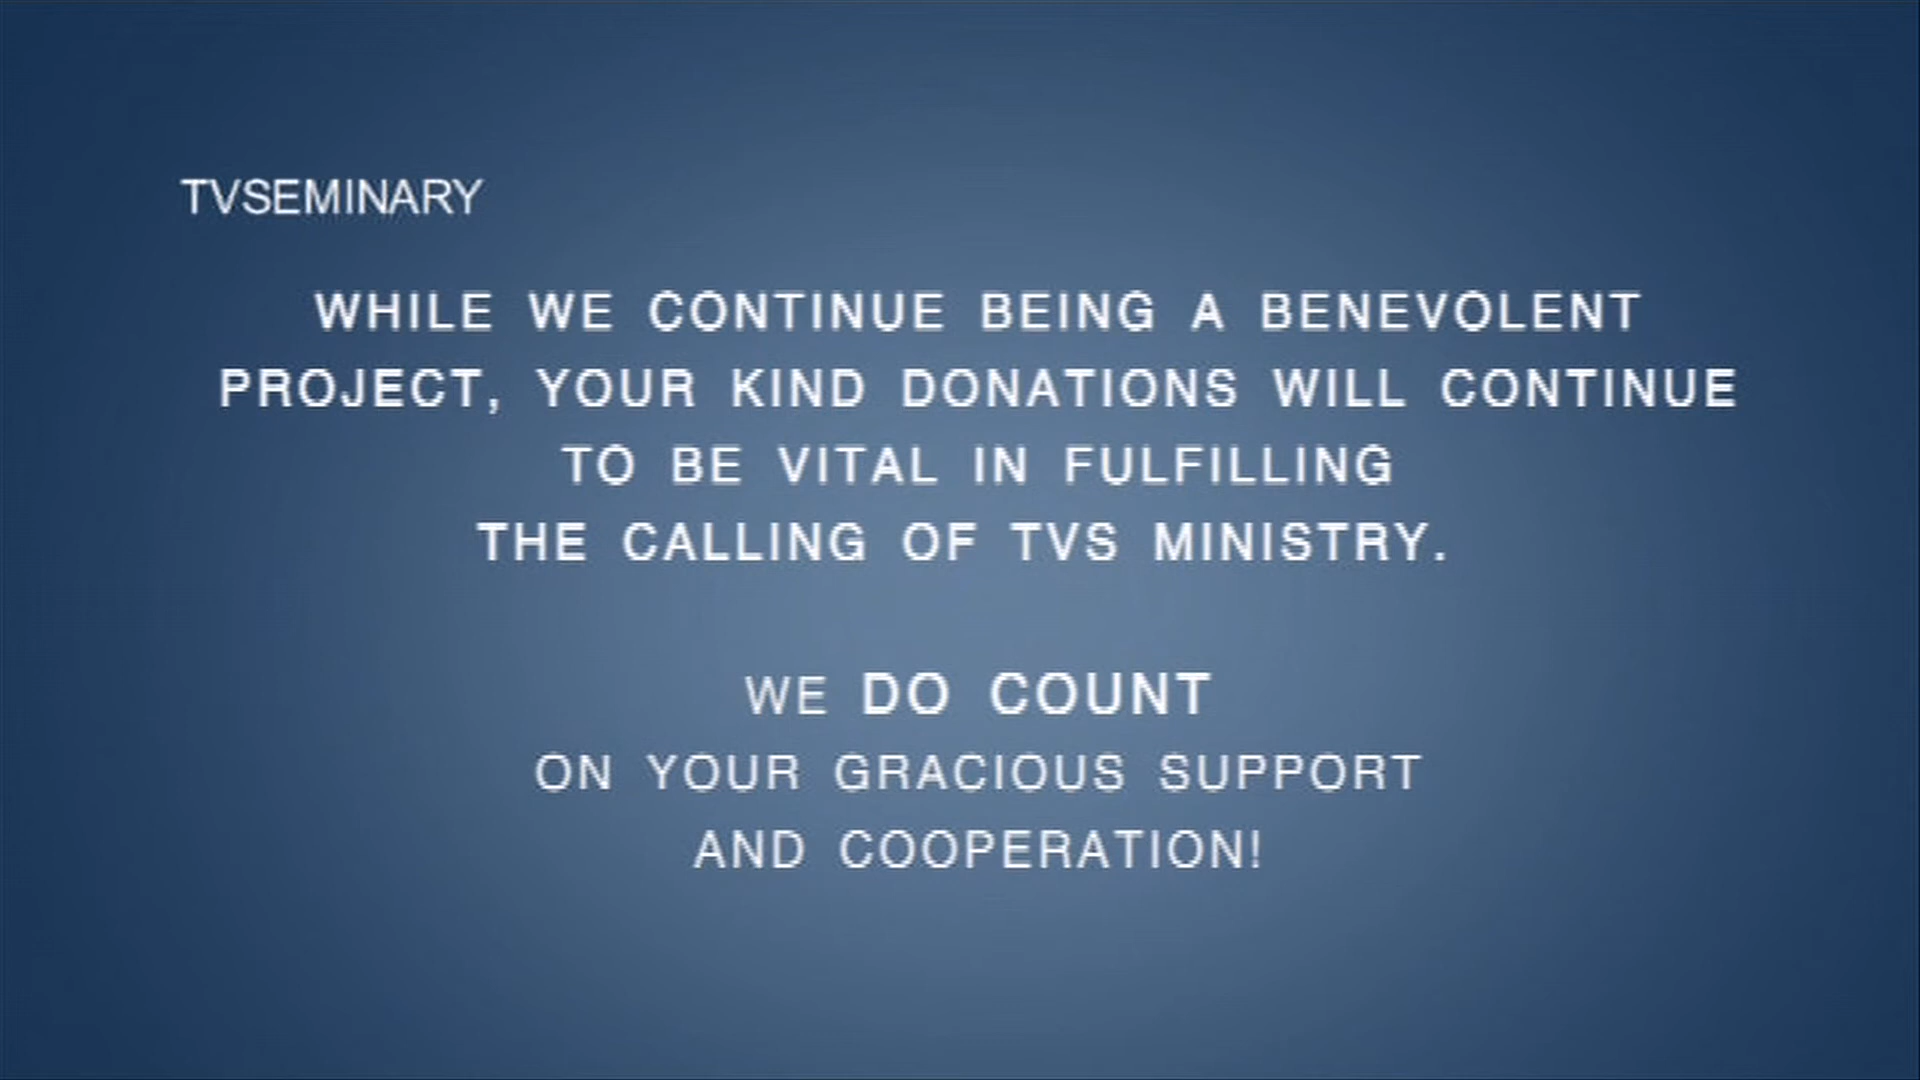 TVSEMINARY
WHILE WE CONTINUE BEING A BENEVOLENT
PROJECT, YOUR KIND DONATIONS WILL CONTINUE
TO BE VITAL IN FULFILLING
THE CALLING OF TVS MINISTRY.
WE DO COUNT
ON YOUR GRACIOUS SUPPORT
AND COOPERATION!